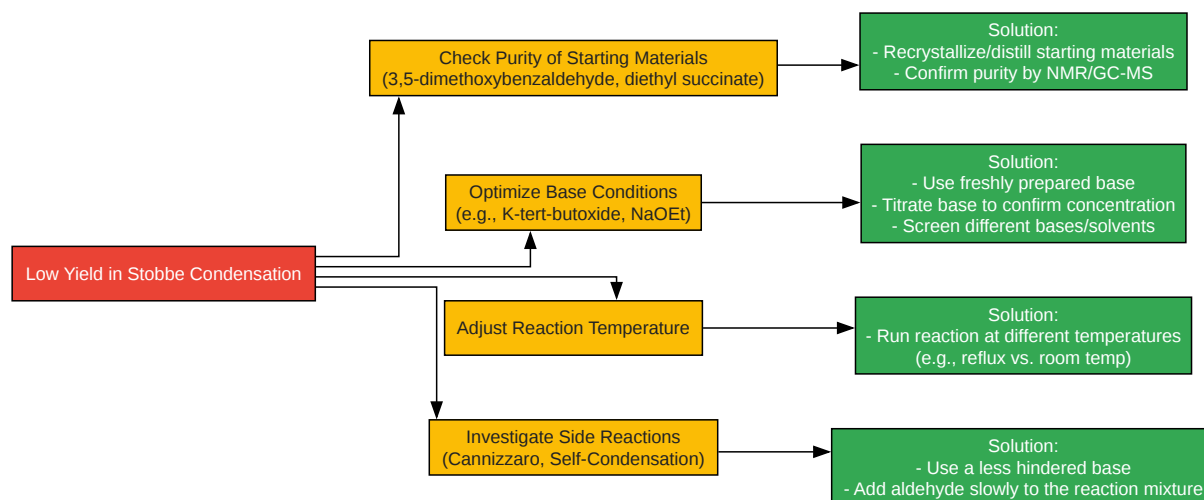 Low Yield in Stobbe Condensation
Check Purity of Starting Materials
(3,5-dimethoxybenzaldehyde, diethyl succinate)
Solution:
- Recrystallize/distill starting materials
- Confirm purity by NMR/GC-MS
Optimize Base Conditions
(e.g., K-tert-butoxide, NaOEt)
Solution:
- Use freshly prepared base
- Titrate base to confirm concentration
- Screen different bases/solvents
Adjust Reaction Temperature
Solution:
- Run reaction at different temperatures
(e.g., reflux vs. room temp)
Investigate Side Reactions
(Cannizzaro, Self-Condensation)
Solution:
- Use a less hindered base
- Add aldehyde slowly to the reaction mixture